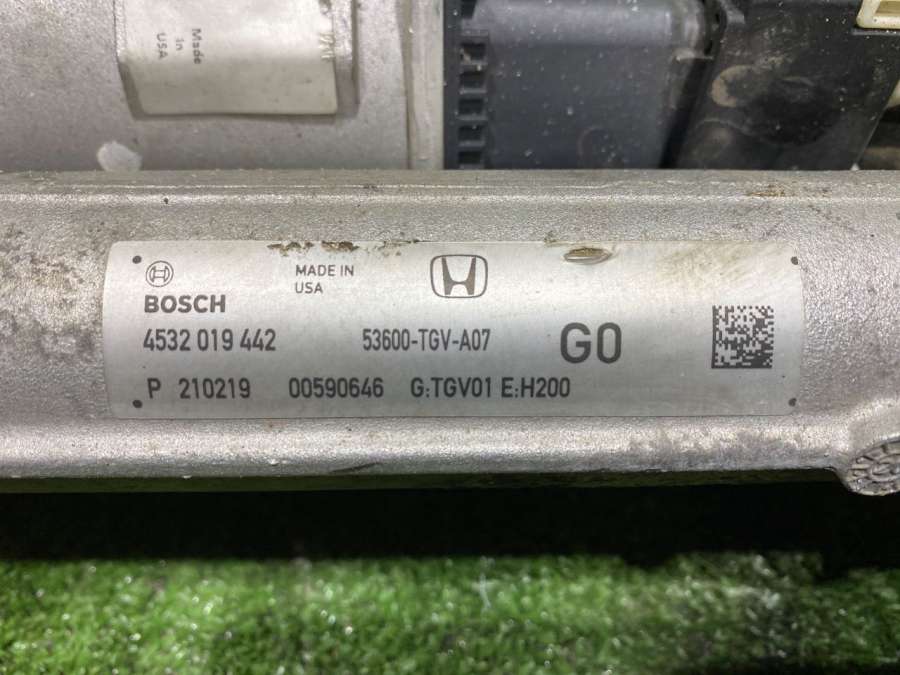 Made
in
USA
BOSCH
MADE IN
USA
4532 019 442 53600-TGV-A07 G0
P 210219 00590646 G:TGV01 E:H200